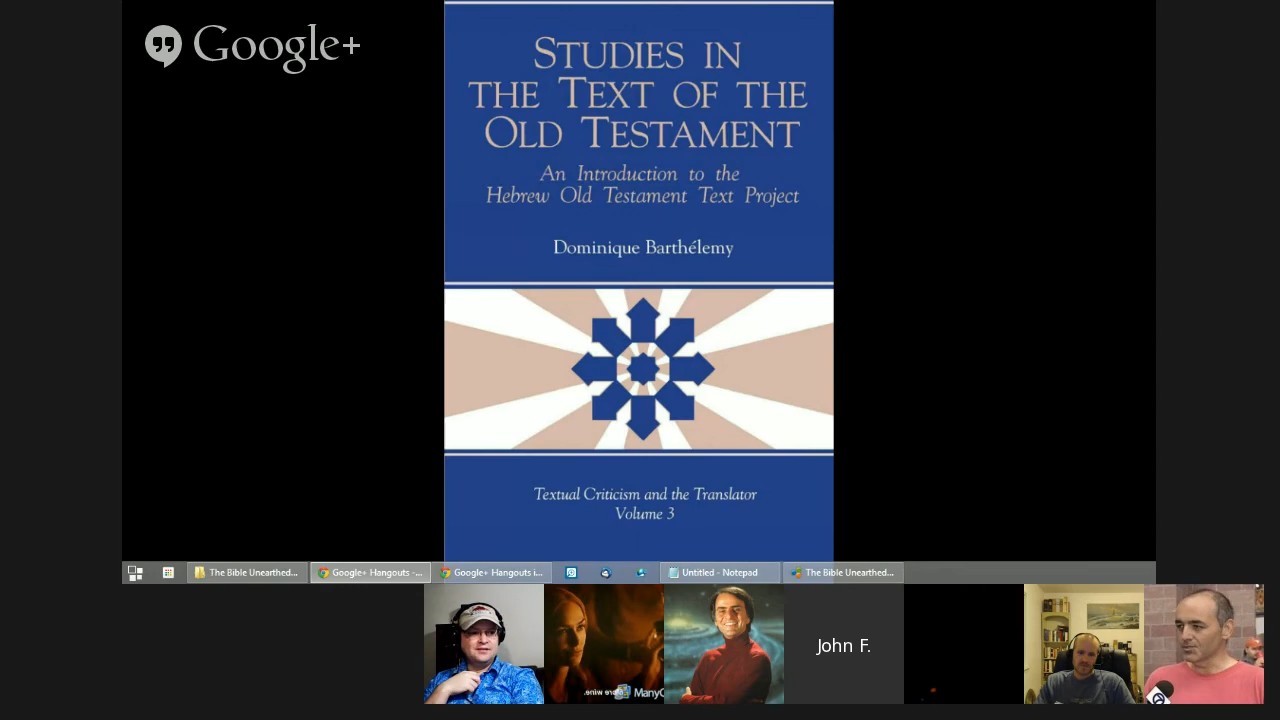 Google+
STUDIES IN
THE TEXT OF THE
OLD TESTAMENT
An Introduction to the
Hebrew Old Testament Text Project
Dominique Barthélemy
Textual Criticism and the Translator
Volume 3
The Bible Unearthed...
Google+ Hangouts -...
Google+ Hangouts i...
Untitled - Notepad
The Bible Unearthed...
John F.
ManyC